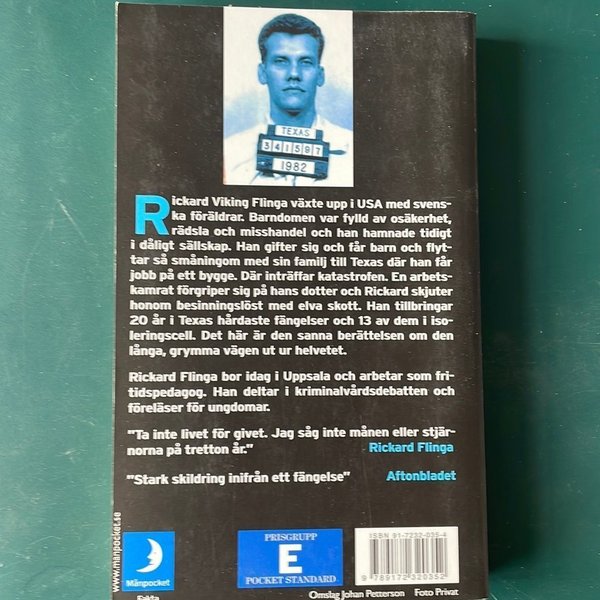 TEXAS
341597
1982
Rickard Viking Flinga växte upp i USA med svens-
ka föräldrar. Barndomen var fylld av osäkerhet,
rädsla och misshandel och han hamnade tidigt
i dåligt sällskap. Han gifter sig och får barn och flyt-
tar så småningom med sin familj till Texas där han får
jobb på ett bygge. Där inträffar katastrofen. En arbets-
kamrat förgriper sig på hans dotter och Rickard skjuter
honom besinningslöst med elva skott. Han tillbringar
20 år i Texas hårdaste fängelser och 13 av dem i iso-
leringscell. Det här är den sanna berättelsen om den
långa, grymma vägen ut ur helvetet.
Rickard Flinga bor idag i Uppsala och arbetar som fri-
tidspedagog. Han deltar i kriminalvårdsdebatten och
föreläser för ungdomar.
"Ta inte livet för givet. Jag såg inte månen eller stjär-
norna på tretton år." Rickard Flinga
"Stark skildring inifrån ett fängelse" Aftonbladet
www.manpocket.se
Månpocket
Fakta
PRISGRUPP
E
POCKET STANDARD
ISBN 91-7232-035-4
9 789172 320352
Omslag Johan Petterson Foto Privat